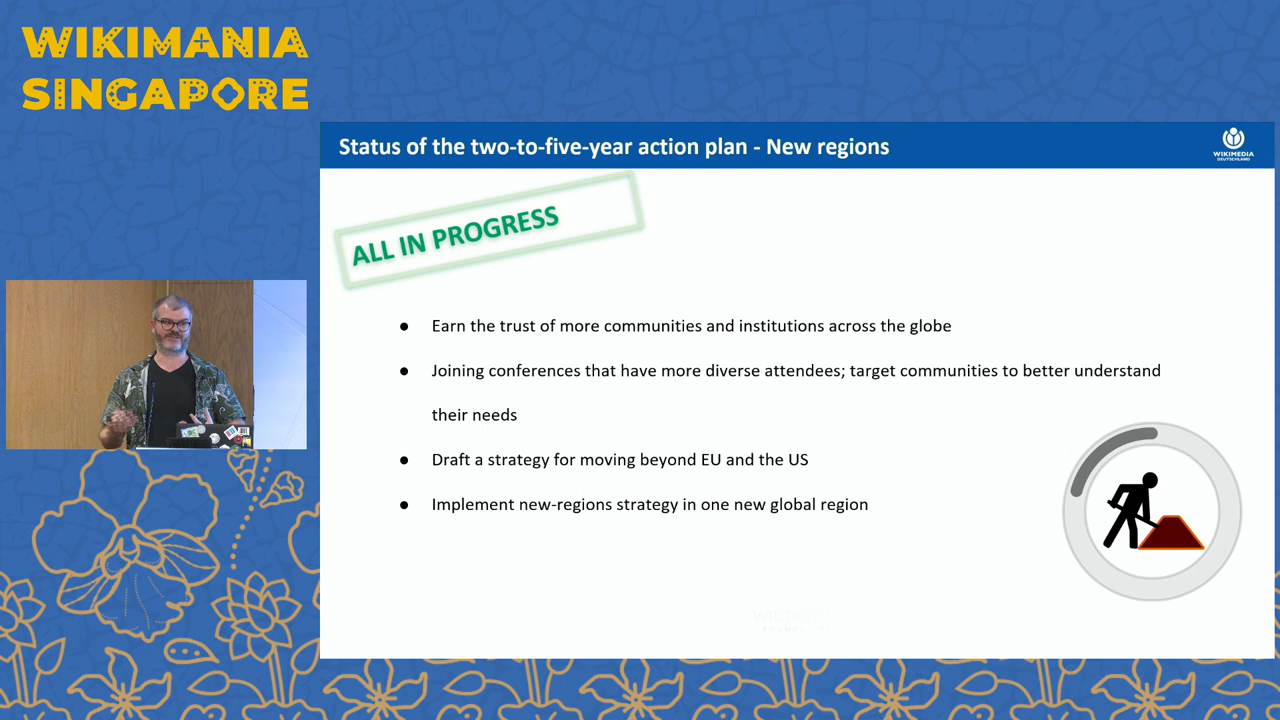 WIKIMANIA
SINGAPORE
Status of the two-to-five-year action plan - New regions
WIKIMEDIA
DEUTSCHLAND
ALL IN PROGRESS
● Earn the trust of more communities and institutions across the globe
● Joining conferences that have more diverse attendees; target communities to better understand
their needs
● Draft a strategy for moving beyond EU and the US
● Implement new-regions strategy in one new global region